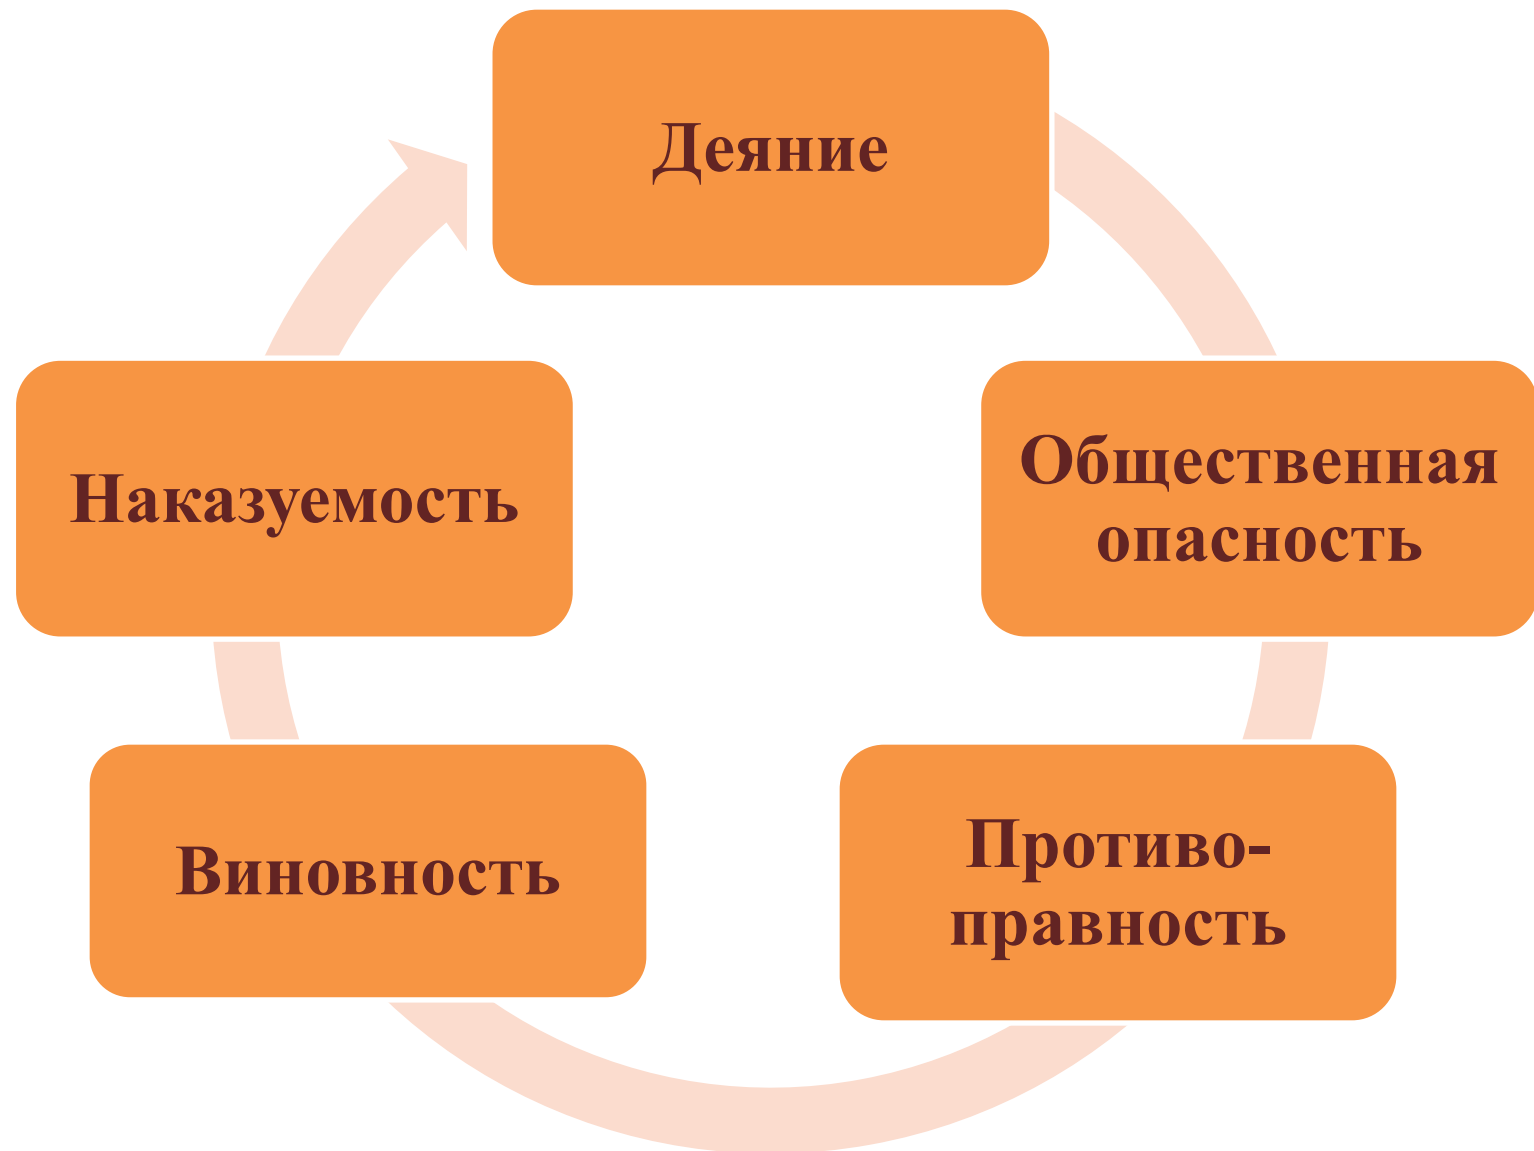 Деяние
Общественная
опасность
Противо-
правность
Виновность
Наказуемость